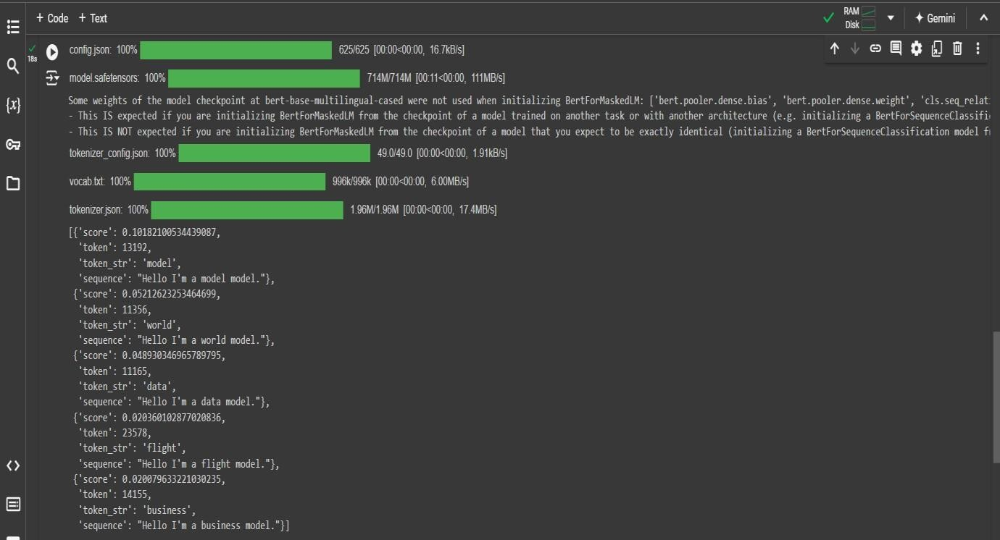 + Code + Text
RAM
Disk
Gemini
18s
config.json: 100% 625/625 [00:00<00:00, 16.7kB/s]
model.safetensors: 100% 714M/714M [00:11<00:00, 111MB/s]
Some weights of the model checkpoint at bert-base-multilingual-cased were not used when initializing BertForMaskedLM: ['bert.pooler.dense.bias', 'bert.pooler.dense.weight', 'cls.seq_relat
- This IS expected if you are initializing BertForMaskedLM from the checkpoint of a model trained on another task or with another architecture (e.g. initializing a BertForSequenceClassifi
- This IS NOT expected if you are initializing BertForMaskedLM from the checkpoint of a model that you expect to be exactly identical (initializing a BertForSequenceClassification model fr
tokenizer_config.json: 100% 49.0/49.0 [00:00<00:00, 1.91kB/s]
vocab.txt: 100% 996k/996k [00:00<00:00, 6.00MB/s]
tokenizer.json: 100% 1.96M/1.96M [00:00<00:00, 17.4MB/s]
[{'score': 0.10182100534439087,
'token': 13192,
'token_str': 'model',
'sequence': "Hello I'm a model model."},
{'score': 0.05212623253464699,
'token': 11356,
'token_str': 'world',
'sequence': "Hello I'm a world model."},
{'score': 0.048930346965789795,
'token': 11165,
'token_str': 'data',
'sequence': "Hello I'm a data model."},
{'score': 0.020360102877020836,
'token': 23578,
'token_str': 'flight',
'sequence': "Hello I'm a flight model."},
{'score': 0.020079633221030235,
'token': 14155,
'token_str': 'business',
'sequence': "Hello I'm a business model."}]